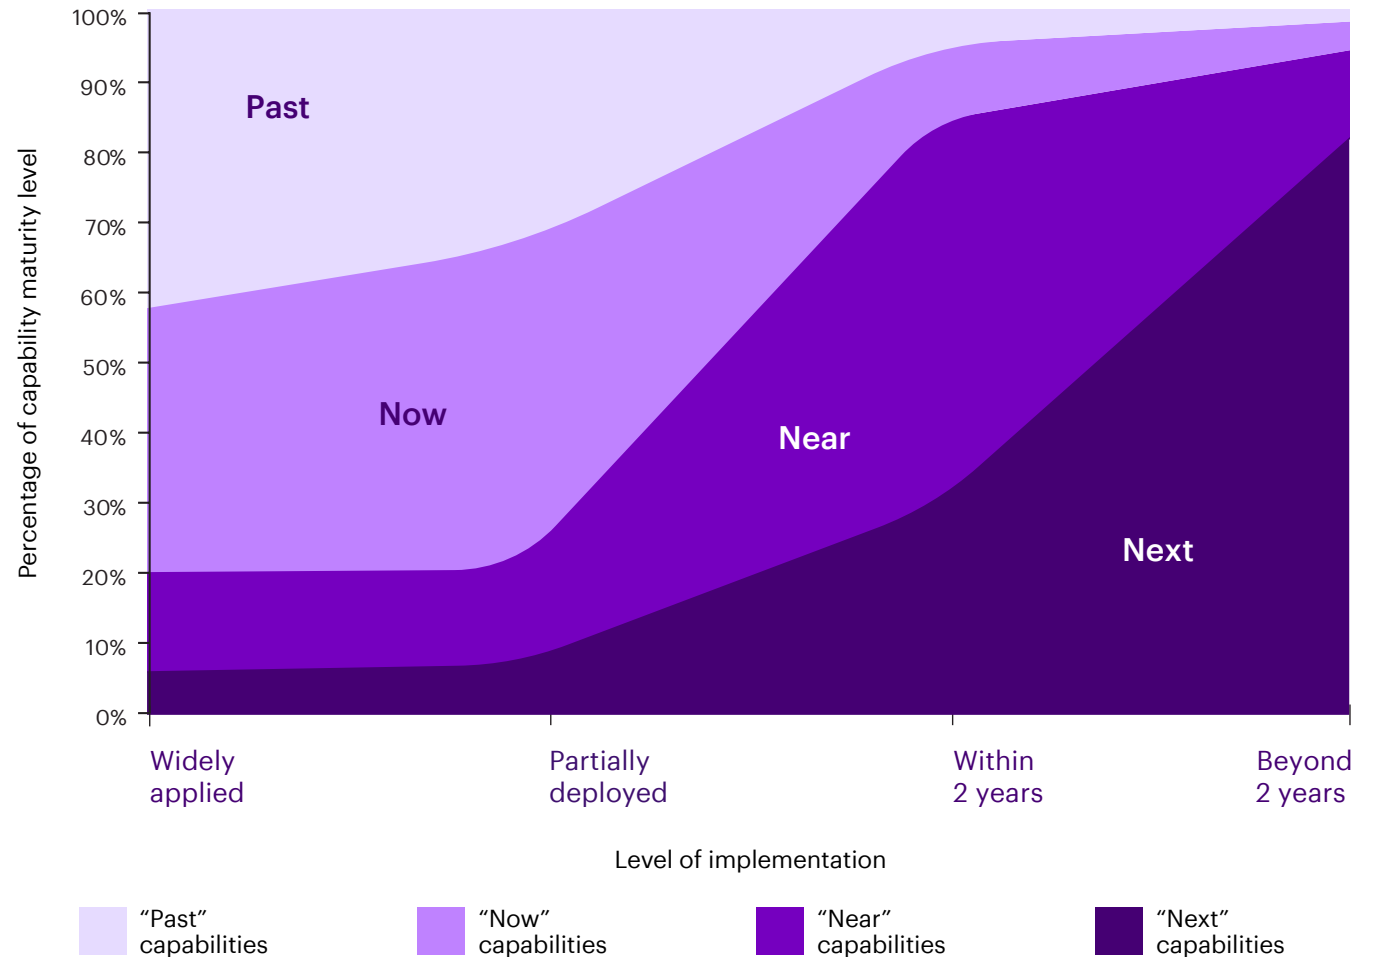 Percentage of capability maturity level
100%
90%
80%
70%
60%
50%
40%
30%
20%
10%
0%
Past
Now
Near
Next
Widely
applied
Partially
deployed
Within
2 years
Beyond
2 years
Level of implementation
“Past”
capabilities
“Now”
capabilities
“Near”
capabilities
“Next”
capabilities